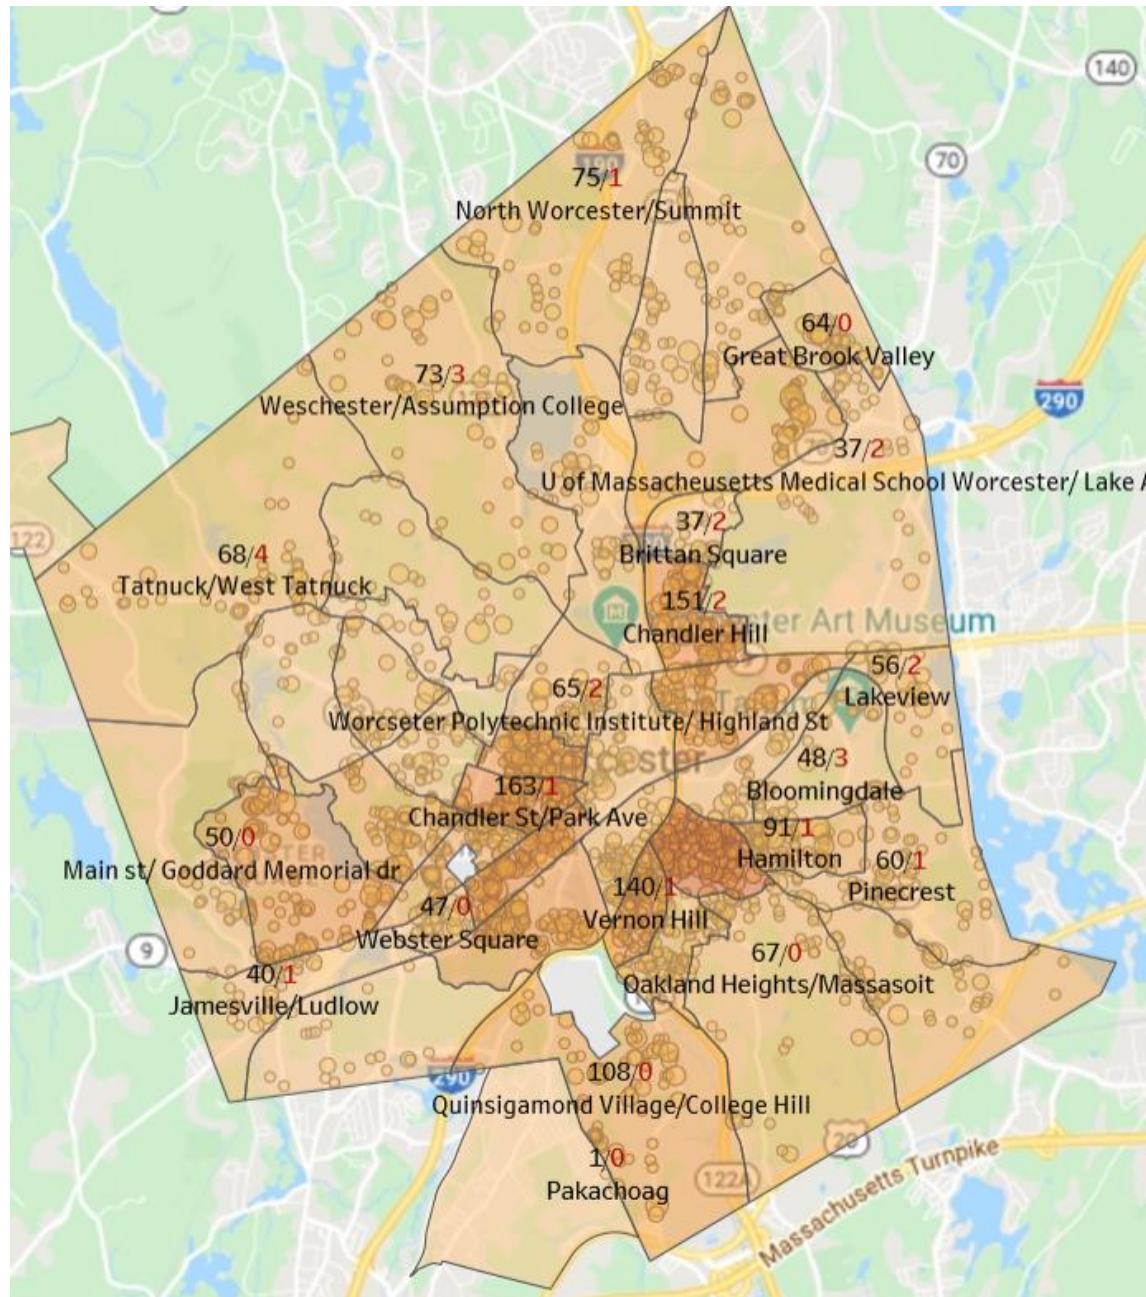 140
190
75/1
North Worcester/Summit
70
64/0
Great Brook Valley
73/3
Weschester/Assumption College
290
37/2
U of Massacheusetts Medical School Worcester/ Lake A
37/2
Brittan Square
122
68/4
Tatnuck/West Tatnuck
151/2
Chandler Hill
ster Art Museum
56/2
Lakeview
65/2
Worcseter Polytechnic Institute/ Highland St
48/3
Bloomingdale
163/1
Chandler St/Park Ave
91/1
Hamilton
50/0
Main st/ Goddard Memorial dr
60/1
Pinecrest
140/1
Vernon Hill
47/0
Webster Square
9
67/0
Oakland Heights/Massasoit
40/1
Jamesville/Ludlow
290
108/0
Quinsigamond Village/College Hill
20
1/0
Pakachoag
122A
Massachusetts Turnpike